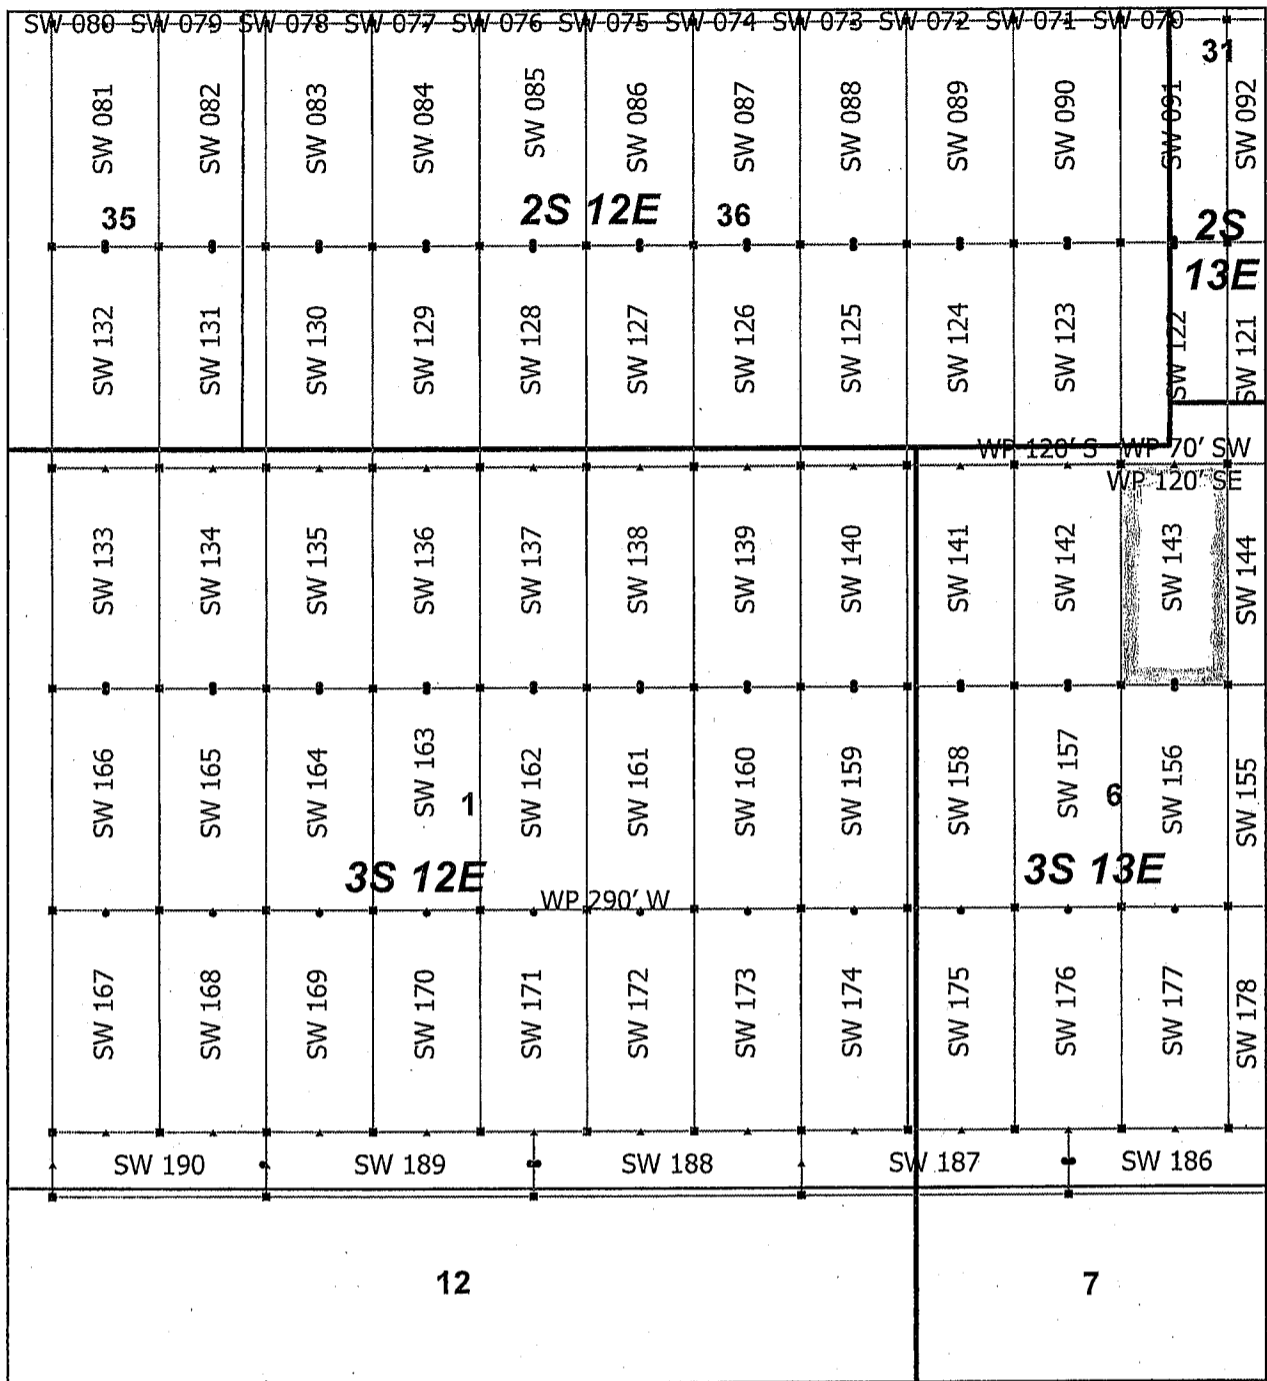 SW 080 SW 079 SW 078 SW 077 SW 076 SW 075 SW 074 SW 073 SW 072 SW 071 SW 070
31
SW 081 SW 082 SW 083 SW 084 SW 085 SW 086 SW 087 SW 088 SW 089 SW 090 SW 091 SW 092
35 2S 12E 36 2S
13E
SW 132 SW 131 SW 130 SW 129 SW 128 SW 127 SW 126 SW 125 SW 124 SW 123 SW 122 SW 121
WP 120' S WP 70' SW
WP 120' SE
SW 133 SW 134 SW 135 SW 136 SW 137 SW 138 SW 139 SW 140 SW 141 SW 142 SW 143 SW 144
SW 166 SW 165 SW 164 SW 163 SW 162 SW 161 SW 160 SW 159 SW 158 SW 157 SW 156 SW 155
1 6
3S 12E 3S 13E
WP 290' W
SW 167 SW 168 SW 169 SW 170 SW 171 SW 172 SW 173 SW 174 SW 175 SW 176 SW 177 SW 178
SW 190 SW 189 SW 188 SW 187 SW 186
12 7